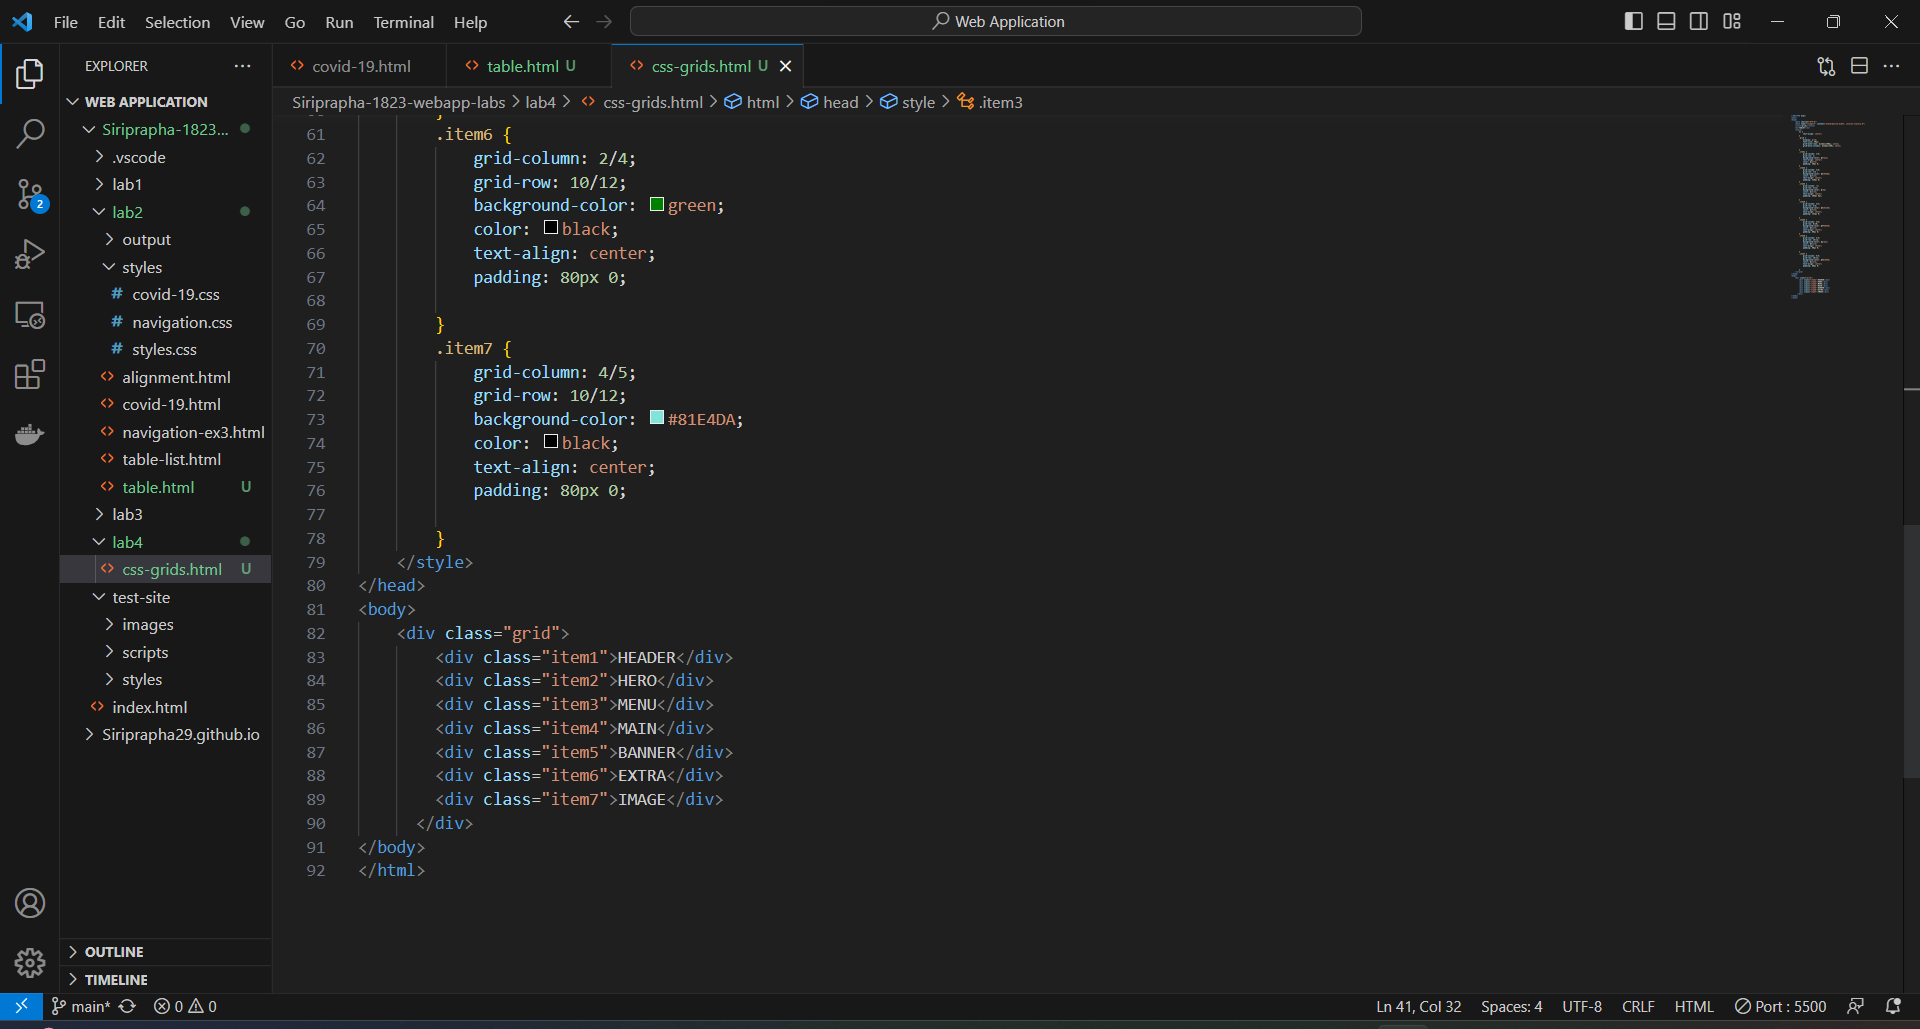 File Edit Selection View Go Run Terminal Help
Web Application
EXPLORER
WEB APPLICATION
Siriprapha-1823...
.vscode
lab1
lab2
output
styles
# covid-19.css
# navigation.css
# styles.css
<> alignment.html
<> covid-19.html
<> navigation-ex3.html
<> table-list.html
<> table.html U
lab3
lab4
<> css-grids.html U
test-site
images
scripts
styles
<> index.html
Siriprapha29.github.io
OUTLINE
TIMELINE
2
<> covid-19.html <> table.html U <> css-grids.html U
Siriprapha-1823-webapp-labs > lab4 > <> css-grids.html > html > head > style > .item3
61 .item6 {
62 grid-column: 2/4;
63 grid-row: 10/12;
64 background-color: green;
65 color: black;
66 text-align: center;
67 padding: 80px 0;
68
69 }
70 .item7 {
71 grid-column: 4/5;
72 grid-row: 10/12;
73 background-color: #81E4DA;
74 color: black;
75 text-align: center;
76 padding: 80px 0;
77
78 }
79 </style>
80 </head>
81 <body>
82 <div class="grid">
83 <div class="item1">HEADER</div>
84 <div class="item2">HERO</div>
85 <div class="item3">MENU</div>
86 <div class="item4">MAIN</div>
87 <div class="item5">BANNER</div>
88 <div class="item6">EXTRA</div>
89 <div class="item7">IMAGE</div>
90 </div>
91 </body>
92 </html>
main* 0 0 Ln 41, Col 32 Spaces: 4 UTF-8 CRLF HTML Port : 5500